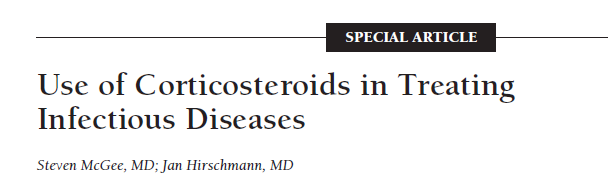 SPECIAL ARTICLE
Use of Corticosteroids in Treating
Infectious Diseases
Steven McGee, MD; Jan Hirschmann, MD